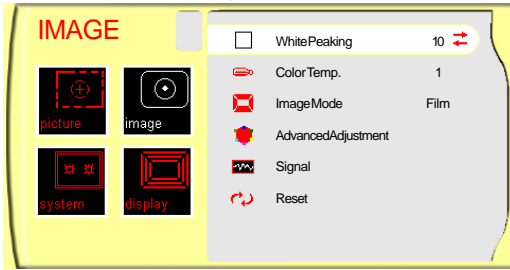 IMAGE
picture image
system display
WhitePeaking 10
ColorTemp. 1
ImageMode Film
AdvancedAdjustment
Signal
Reset